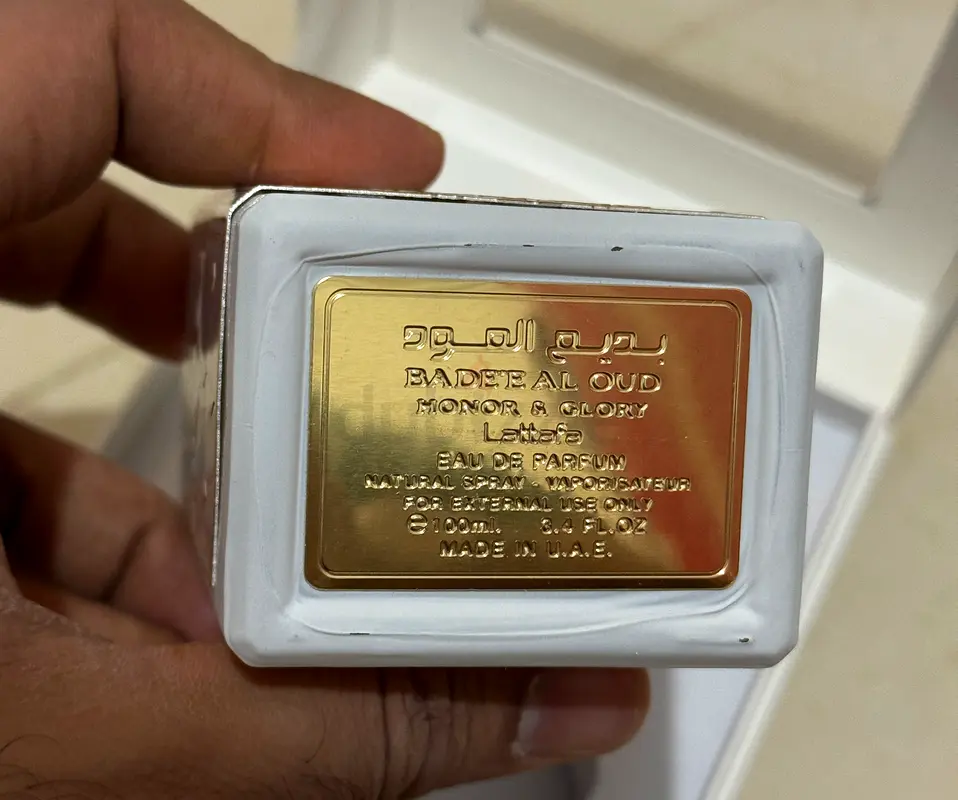 بديع العود
BADE'E AL OUD
HONOR & GLORY
Lattafa
EAU DE PARFUM
NATURAL SPRAY - VAPORISATEUR
FOR EXTERNAL USE ONLY
℮100ml. 3.4 FL.OZ
MADE IN U.A.E.